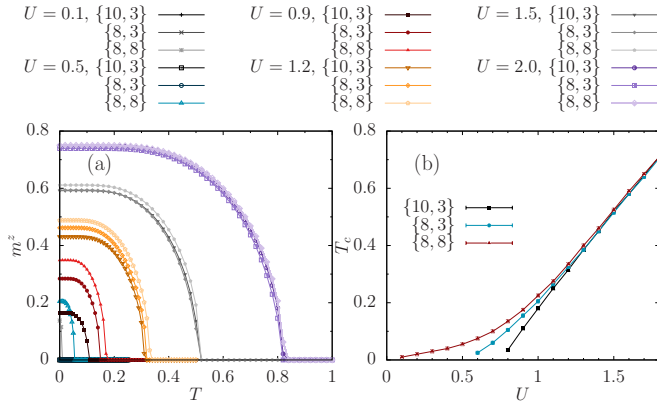 U = 0.1, {10, 3} U = 0.9, {10, 3} U = 1.5, {10, 3}
{8, 3} {8, 3} {8, 3}
{8, 8} {8, 8} {8, 8}
U = 0.5, {10, 3} U = 1.2, {10, 3} U = 2.0, {10, 3}
{8, 3} {8, 3} {8, 3}
{8, 8} {8, 8} {8, 8}
0.8 0.8
(a) (b)
0.6 0.6
{10, 3}
{8, 3}
m^z 0.4 T_c 0.4
{8, 8}
0.2 0.2
0 0
0 0.2 0.4 0.6 0.8 1 0 0.5 1 1.5
T U